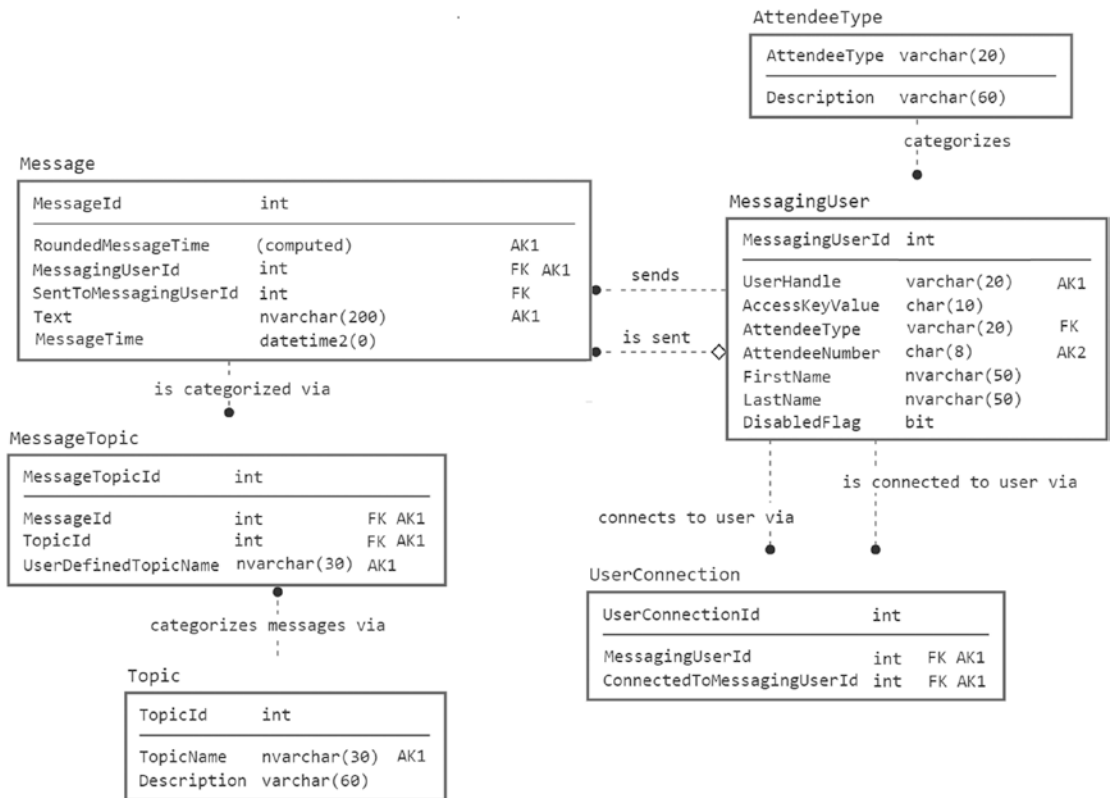 AttendeeType
AttendeeType varchar(20)
Description varchar(60)
categorizes
Message
MessageId int
RoundedMessageTime (computed) AK1
MessagingUserId int FK AK1
SentToMessagingUserId int FK
Text nvarchar(200) AK1
MessageTime datetime2(0)
sends
is sent
MessagingUser
MessagingUserId int
UserHandle varchar(20) AK1
AccessKeyValue char(10)
AttendeeType varchar(20) FK
AttendeeNumber char(8) AK2
FirstName nvarchar(50)
LastName nvarchar(50)
DisabledFlag bit
is categorized via
MessageTopic
MessageTopicId int
MessageId int FK AK1
TopicId int FK AK1
UserDefinedTopicName nvarchar(30) AK1
is connected to user via
connects to user via
UserConnection
UserConnectionId int
MessagingUserId int FK AK1
ConnectedToMessagingUserId int FK AK1
categorizes messages via
Topic
TopicId int
TopicName nvarchar(30) AK1
Description varchar(60)